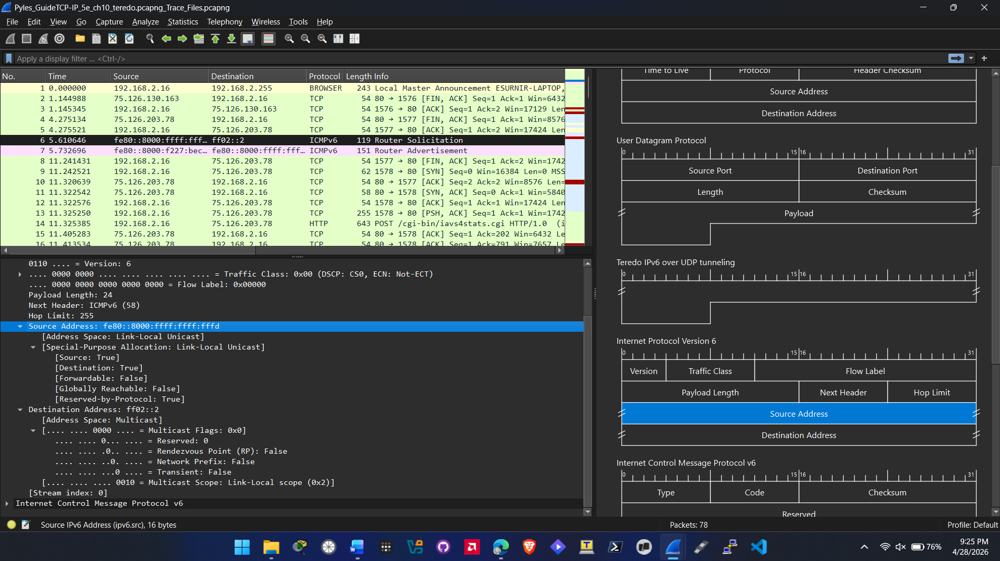 Pyles_GuideTCP-IP_5e_ch10_teredo.pcapng_Trace_Files.pcapng
File Edit View Go Capture Analyze Statistics Telephony Wireless Tools Help
Apply a display filter ... <Ctrl-/>
No. Time Source Destination Protocol Length Info
1 0.000000 192.168.2.16 192.168.2.255 BROWSER 243 Local Master Announcement ESURNIR-LAPTOP,
2 1.144988 75.126.130.163 192.168.2.16 TCP 54 80 → 1576 [FIN, ACK] Seq=1 Ack=1 Win=6432
3 1.145345 192.168.2.16 75.126.130.163 TCP 54 1576 → 80 [ACK] Seq=1 Ack=2 Win=17129 Len
4 4.275134 75.126.203.78 192.168.2.16 TCP 54 80 → 1577 [FIN, ACK] Seq=1 Ack=1 Win=8576
5 4.275521 192.168.2.16 75.126.203.78 TCP 54 1577 → 80 [ACK] Seq=1 Ack=2 Win=17424 Len
6 5.610646 fe80::8000:ffff:fff… ff02::2 ICMPv6 119 Router Solicitation
7 5.732696 fe80::8000:f227:bec… fe80::8000:ffff:fff… ICMPv6 151 Router Advertisement
8 11.241431 192.168.2.16 75.126.203.78 TCP 54 1577 → 80 [FIN, ACK] Seq=1 Ack=2 Win=1742
9 11.242521 192.168.2.16 75.126.203.78 TCP 62 1578 → 80 [SYN] Seq=0 Win=16384 Len=0 MSS
10 11.320639 75.126.203.78 192.168.2.16 TCP 54 80 → 1577 [ACK] Seq=2 Ack=2 Win=8576 Len=
11 11.322542 75.126.203.78 192.168.2.16 TCP 58 80 → 1578 [SYN, ACK] Seq=0 Ack=1 Win=5840
12 11.322576 192.168.2.16 75.126.203.78 TCP 54 1578 → 80 [ACK] Seq=1 Ack=1 Win=17424 Len
13 11.325250 192.168.2.16 75.126.203.78 TCP 255 1578 → 80 [PSH, ACK] Seq=1 Ack=1 Win=1742
14 11.325385 192.168.2.16 75.126.203.78 HTTP 643 POST /cgi-bin/iavs4stats.cgi HTTP/1.0 (i
15 11.405283 75.126.203.78 192.168.2.16 TCP 54 80 → 1578 [ACK] Seq=1 Ack=202 Win=6432 Le
16 11.413534 75.126.203.78 192.168.2.16 TCP 54 80 → 1578 [ACK] Seq=1 Ack=791 Win=7657 Le
0110 .... = Version: 6
.... 0000 0000 .... .... .... .... .... = Traffic Class: 0x00 (DSCP: CS0, ECN: Not-ECT)
.... 0000 0000 0000 0000 0000 = Flow Label: 0x00000
Payload Length: 24
Next Header: ICMPv6 (58)
Hop Limit: 255
Source Address: fe80::8000:ffff:ffff:fffd
[Address Space: Link-Local Unicast]
[Special-Purpose Allocation: Link-Local Unicast]
[Source: True]
[Destination: True]
[Forwardable: False]
[Globally Reachable: False]
[Reserved-by-Protocol: True]
Destination Address: ff02::2
[Address Space: Multicast]
[.... .... 0000 .... = Multicast Flags: 0x0]
.... .... 0... .... = Reserved: 0
.... .... .0.. .... = Rendezvous Point (RP): False
.... .... ..0. .... = Network Prefix: False
.... .... ...0 .... = Transient: False
[.... .... .... 0010 = Multicast Scope: Link-Local scope (0x2)]
[Stream index: 0]
Internet Control Message Protocol v6
Time to Live Protocol Header Checksum
Source Address
Destination Address
User Datagram Protocol
0 15 16 31
Source Port Destination Port
Length Checksum
Payload
Teredo IPv6 over UDP tunneling
0 15 16 31
Internet Protocol Version 6
0 15 16 31
Version Traffic Class Flow Label
Payload Length Next Header Hop Limit
Source Address
Destination Address
Internet Control Message Protocol v6
0 15 16 31
Type Code Checksum
Reserved
Source IPv6 Address (ipv6.src), 16 bytes
Packets: 78
Profile: Default
76%
9:25 PM
4/28/2026